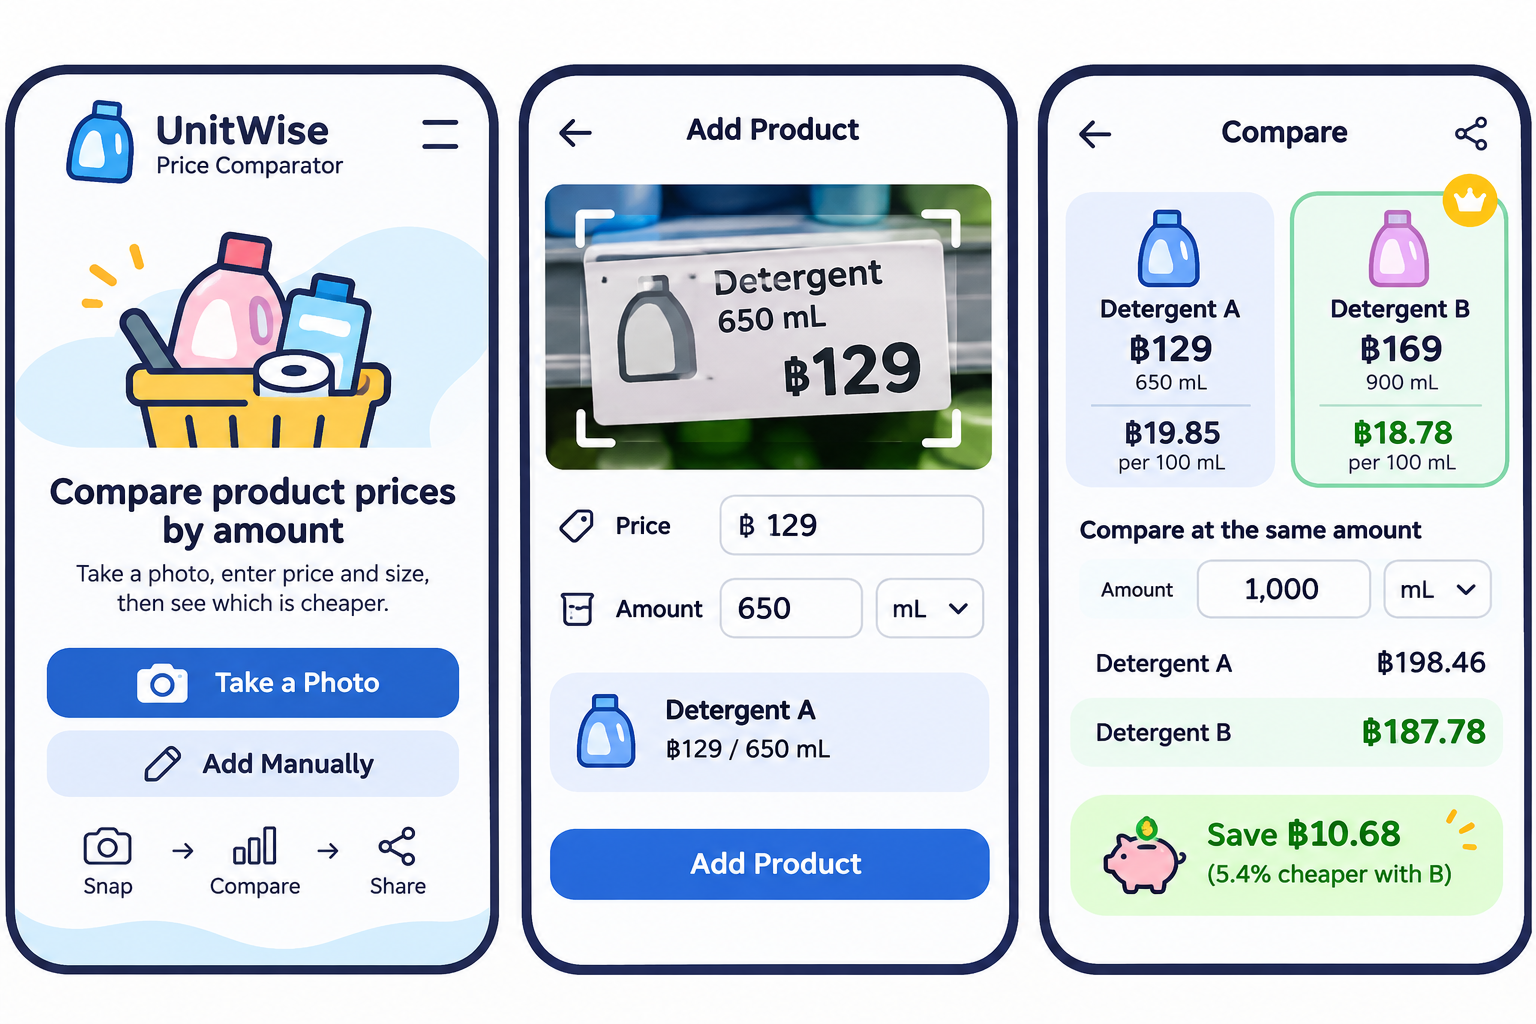 UnitWise
Price Comparator
Compare product prices
by amount
Take a photo, enter price and size,
then see which is cheaper.
Take a Photo
Add Manually
Snap → Compare → Share
Add Product
Detergent
650 mL
฿129
Price ฿ 129
Amount 650 mL
Detergent A
฿129 / 650 mL
Add Product
Compare
Detergent A
฿129
650 mL
฿19.85
per 100 mL
Detergent B
฿169
900 mL
฿18.78
per 100 mL
Compare at the same amount
Amount 1,000 mL
Detergent A ฿198.46
Detergent B ฿187.78
Save ฿10.68
(5.4% cheaper with B)